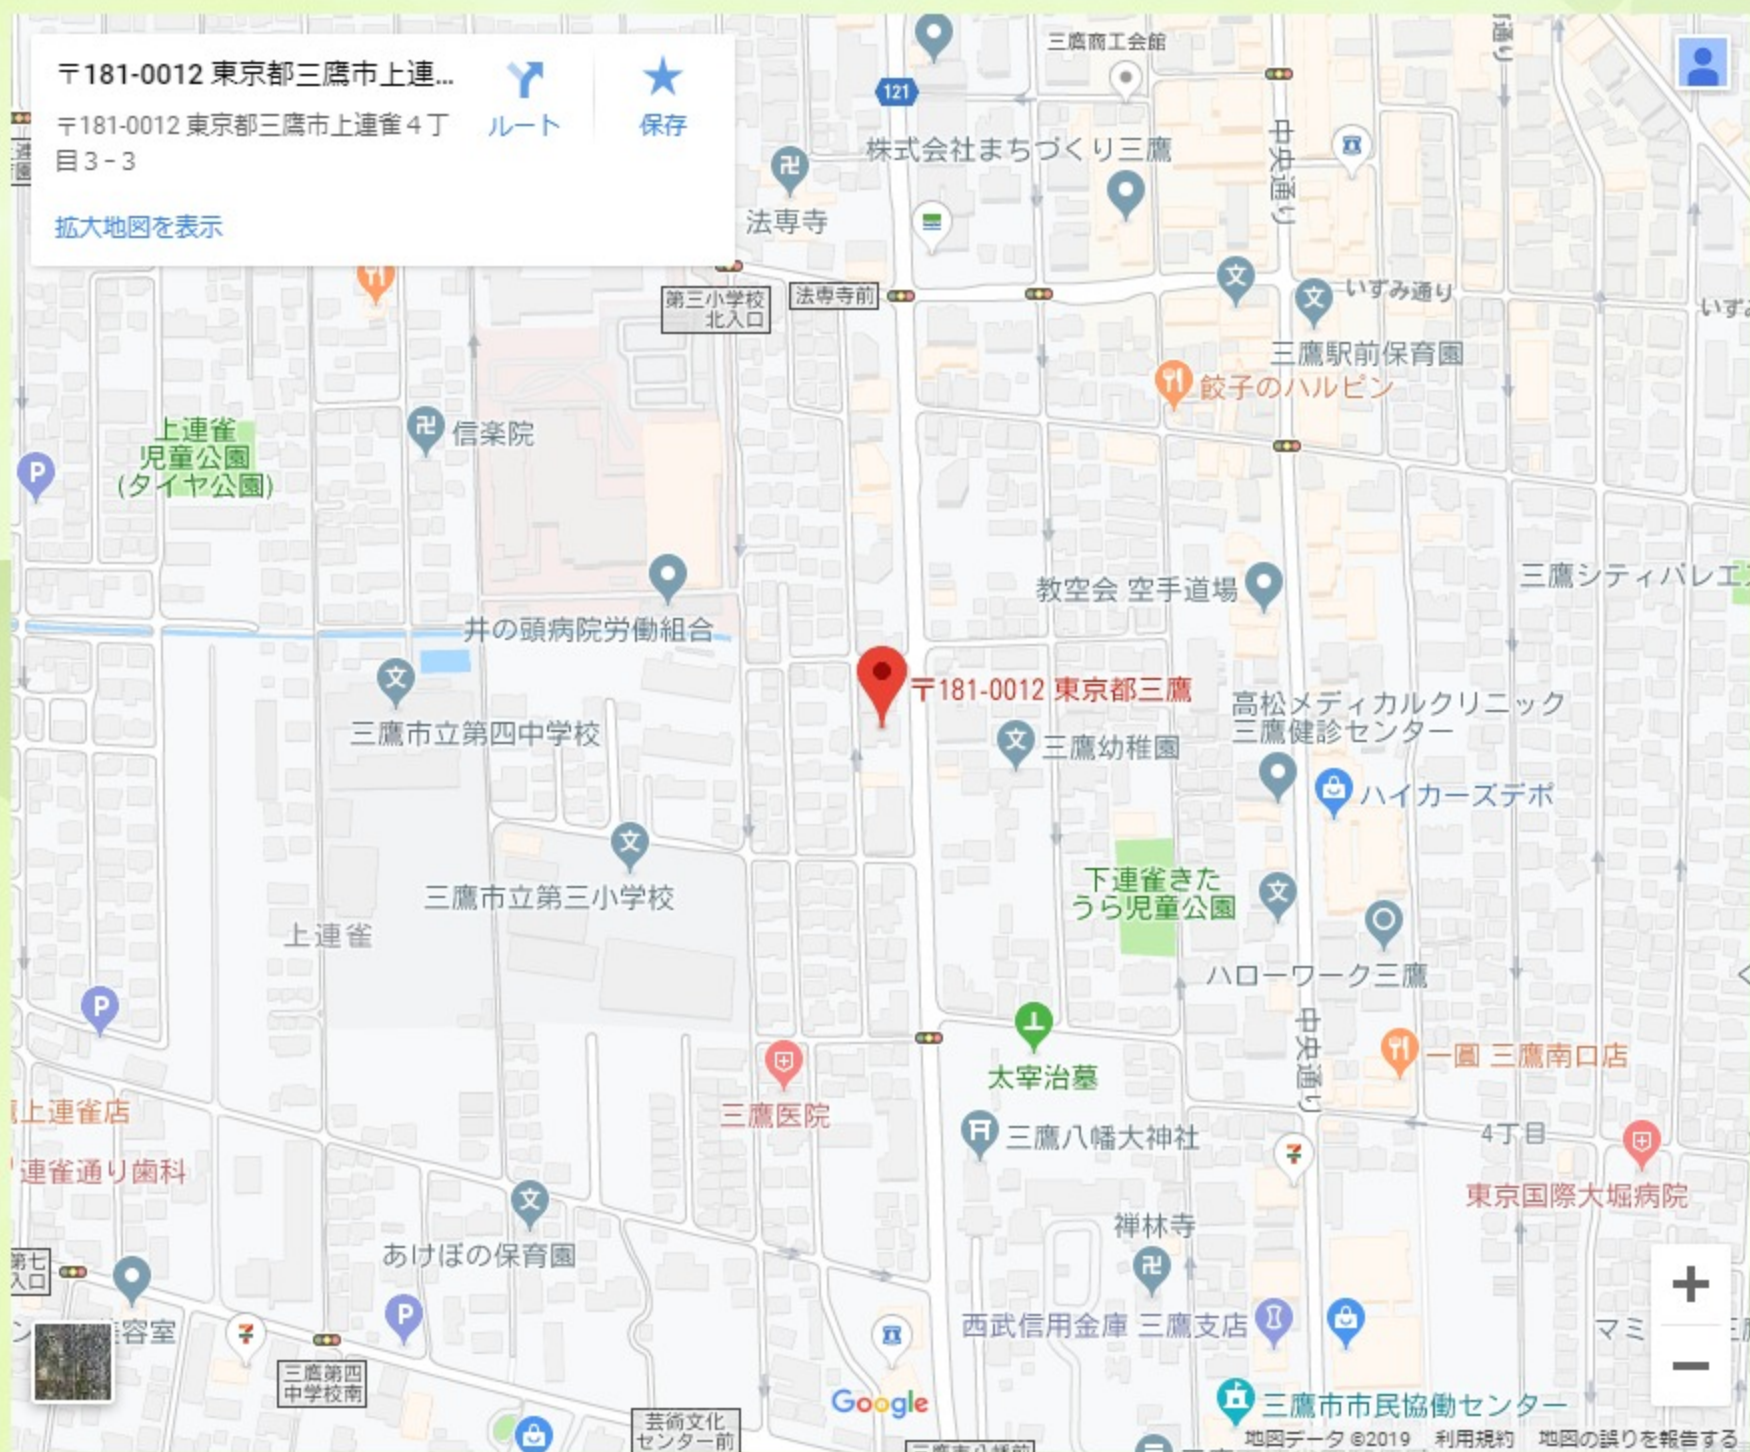 〒181-0012 東京都三鷹市上連...
〒181-0012 東京都三鷹市上連雀４丁
目３−３
ルート
保存
拡大地図を表示
三鷹商工会館
121
株式会社まちづくり三鷹
中央通り
法専寺
第三小学校
北入口
法専寺前
いずみ通り
三鷹駅前保育園
餃子のハルピン
上連雀
児童公園
(タイヤ公園)
信楽院
教空会 空手道場
三鷹シティパレエ
井の頭病院労働組合
〒181-0012 東京都三鷹
三鷹市立第四中学校
三鷹幼稚園
高松メディカルクリニック
三鷹健診センター
ハイカーズデポ
三鷹市立第三小学校
下連雀きた
うら児童公園
上連雀
ハローワーク三鷹
中央通り
太宰治墓
一圓 三鷹南口店
上連雀店
三鷹医院
三鷹八幡大神社
4丁目
連雀通り歯科
東京国際大堀病院
禅林寺
あけぼの保育園
第七
入口
西武信用金庫 三鷹支店
容室
マミ
三鷹第四
中学校南
Google
三鷹市市民協働センター
芸術文化
センター前
地図データ ©2019
利用規約
地図の誤りを報告する